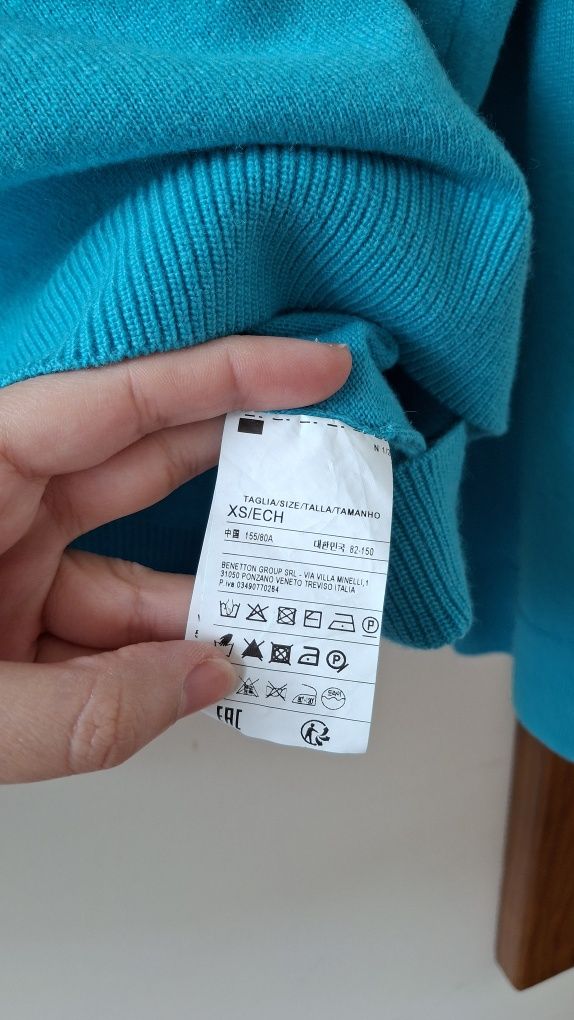 N 1/
TAGLIA/SIZE/TALLA/TAMANHO
XS/ECH
中国 155/80A 대한민국 82-150
BENETTON GROUP SRL - VIA VILLA MINELLI,1
31050 PONZANO VENETO TREVISO ITALIA
P.iva 03490770264
P
P
EAC